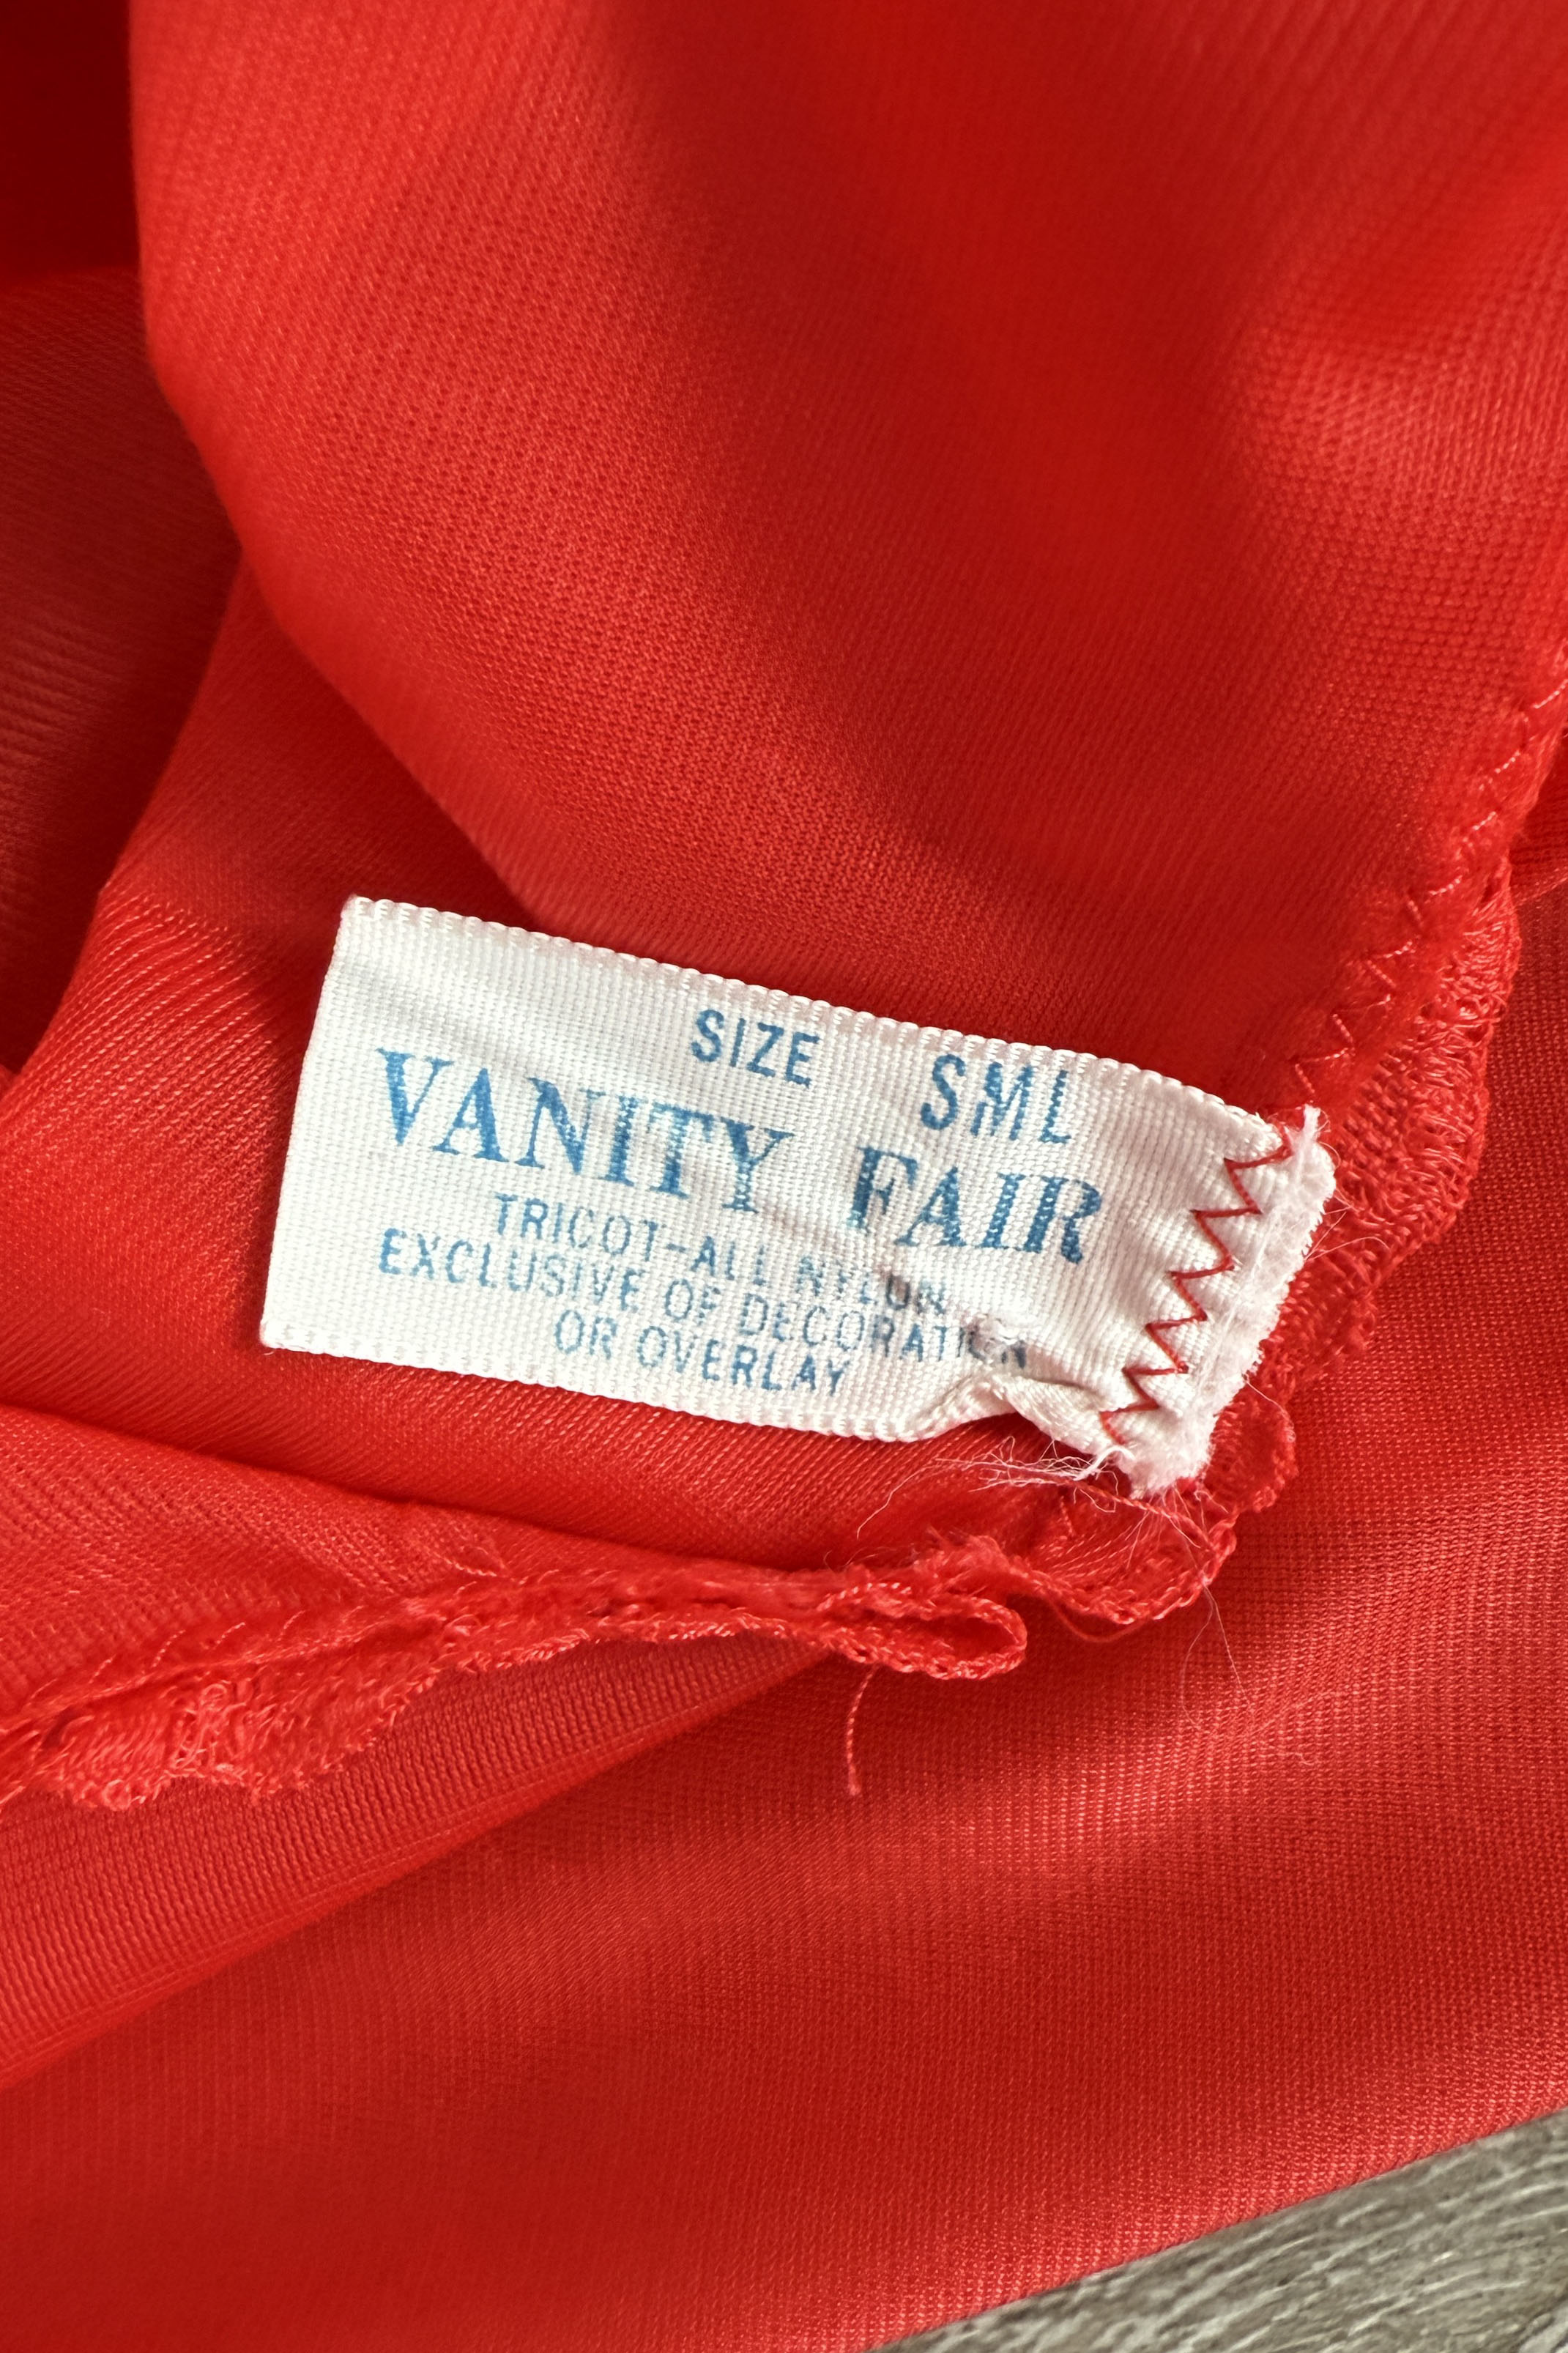 SIZE SML
VANITY FAIR
TRICOT-ALL NYLON
EXCLUSIVE OF DECORATION
OR OVERLAY